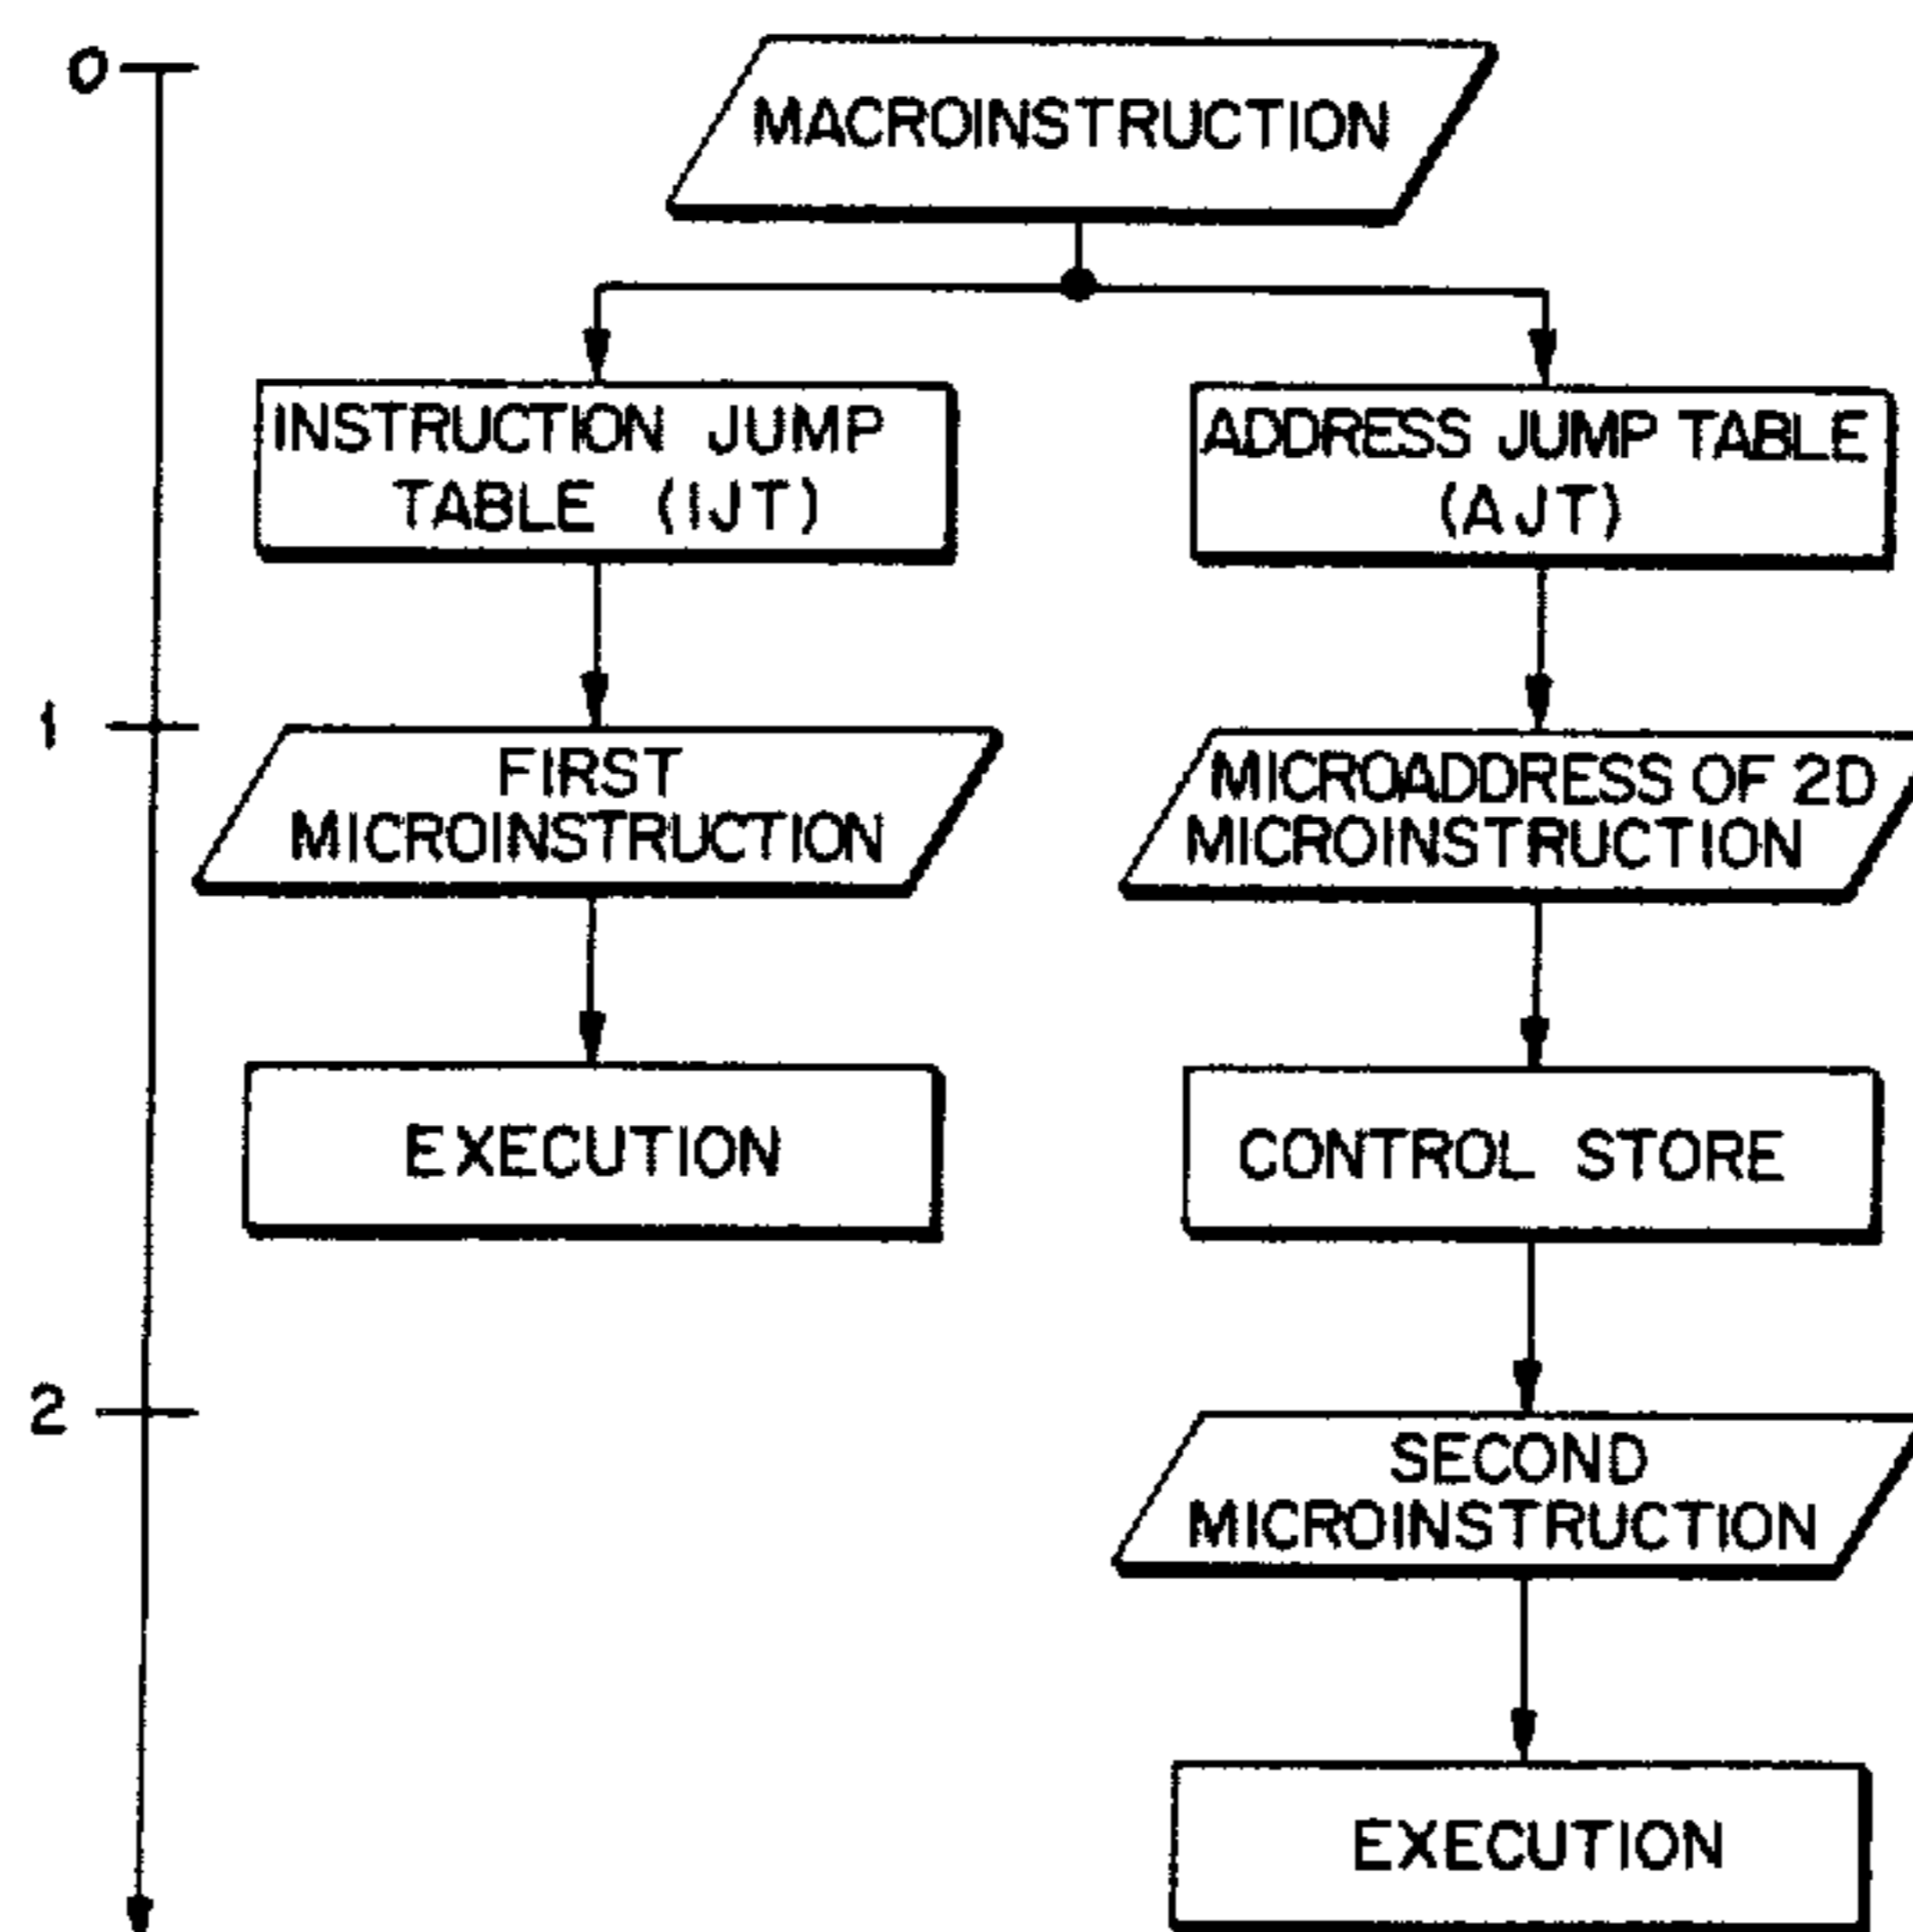 0
MACROINSTRUCTION
INSTRUCTION JUMP
TABLE (IJT)
ADDRESS JUMP TABLE
(AJT)
1
FIRST
MICROINSTRUCTION
MICROADDRESS OF 2D
MICROINSTRUCTION
EXECUTION
CONTROL STORE
2
SECOND
MICROINSTRUCTION
EXECUTION